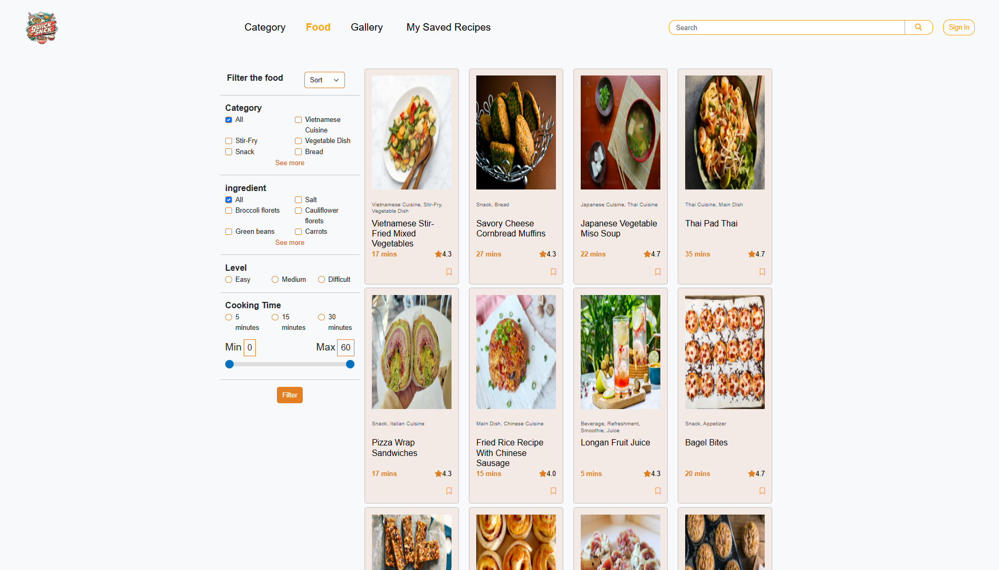 QUICK
SNACK
Category
Food
Gallery
My Saved Recipes
Search
Sign in
Filter the food
Sort
Category
All
Vietnamese
Cuisine
Stir-Fry
Vegetable Dish
Snack
Bread
See more
ingredient
All
Salt
Broccoli florets
Cauliflower
florets
Green beans
Carrots
See more
Level
Easy
Medium
Difficult
Cooking Time
5
minutes
15
minutes
30
minutes
Min 0
Max 60
Filter
Vietnamese Cuisine, Stir-Fry,
Vegetable Dish
Vietnamese Stir-
Fried Mixed
Vegetables
17 mins
4.3
Snack, Bread
Savory Cheese
Cornbread Muffins
27 mins
4.3
Japanese Cuisine, Thai Cuisine
Japanese Vegetable
Miso Soup
22 mins
4.7
Thai Cuisine, Main Dish
Thai Pad Thai
35 mins
4.7
Snack, Italian Cuisine
Pizza Wrap
Sandwiches
17 mins
4.3
Main Dish, Chinese Cuisine
Fried Rice Recipe
With Chinese
Sausage
15 mins
4.0
Beverage, Refreshment,
Smoothie, Juice
Longan Fruit Juice
5 mins
4.3
Snack, Appetizer
Bagel Bites
20 mins
4.7